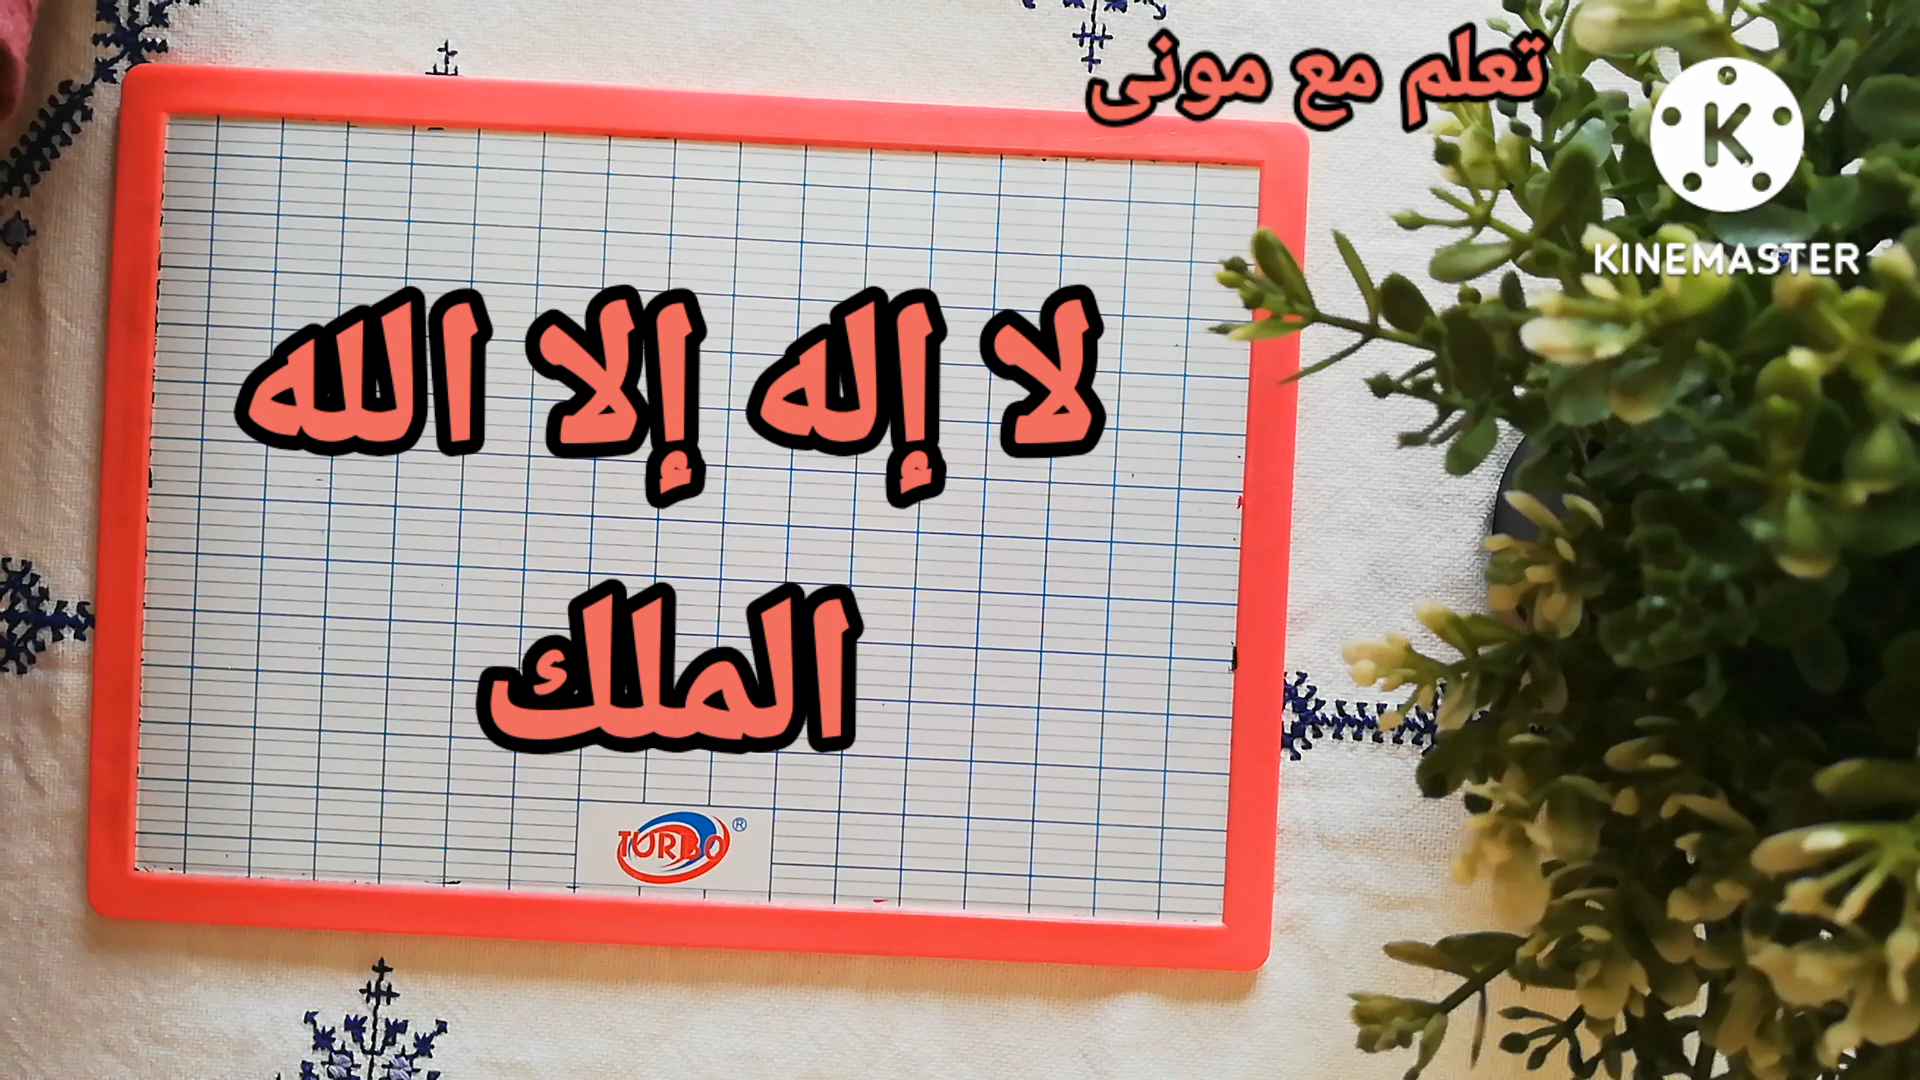 تعلم مع مونى
KINEMASTER
لا إله إلا الله
الملك
TURBO ®